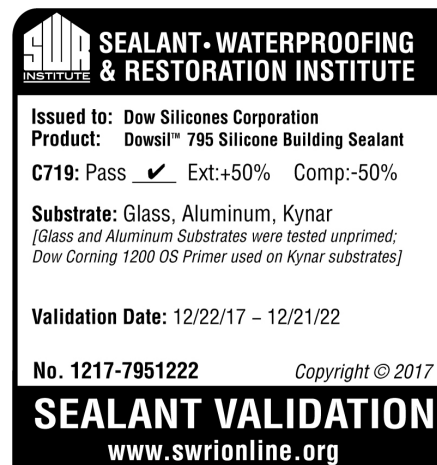 SWR
INSTITUTE
SEALANT • WATERPROOFING
& RESTORATION INSTITUTE
Issued to: Dow Silicones Corporation
Product: Dowsil™ 795 Silicone Building Sealant
C719: Pass ✔ Ext:+50% Comp:-50%
Substrate: Glass, Aluminum, Kynar
[Glass and Aluminum Substrates were tested unprimed;
Dow Corning 1200 OS Primer used on Kynar substrates]
Validation Date: 12/22/17 – 12/21/22
No. 1217-7951222 Copyright © 2017
SEALANT VALIDATION
www.swrionline.org